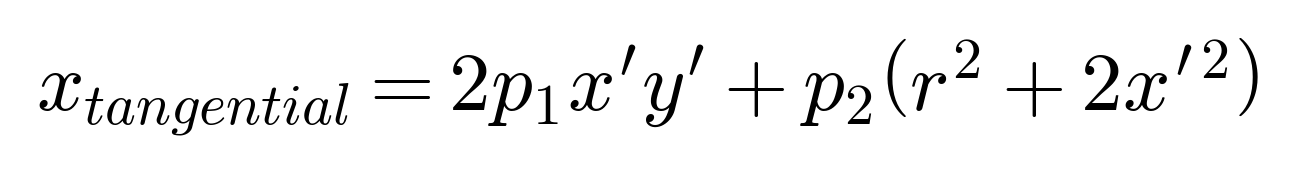 x_{tangential} = 2p_1x'y' + p_2(r^2 + 2x'^2)